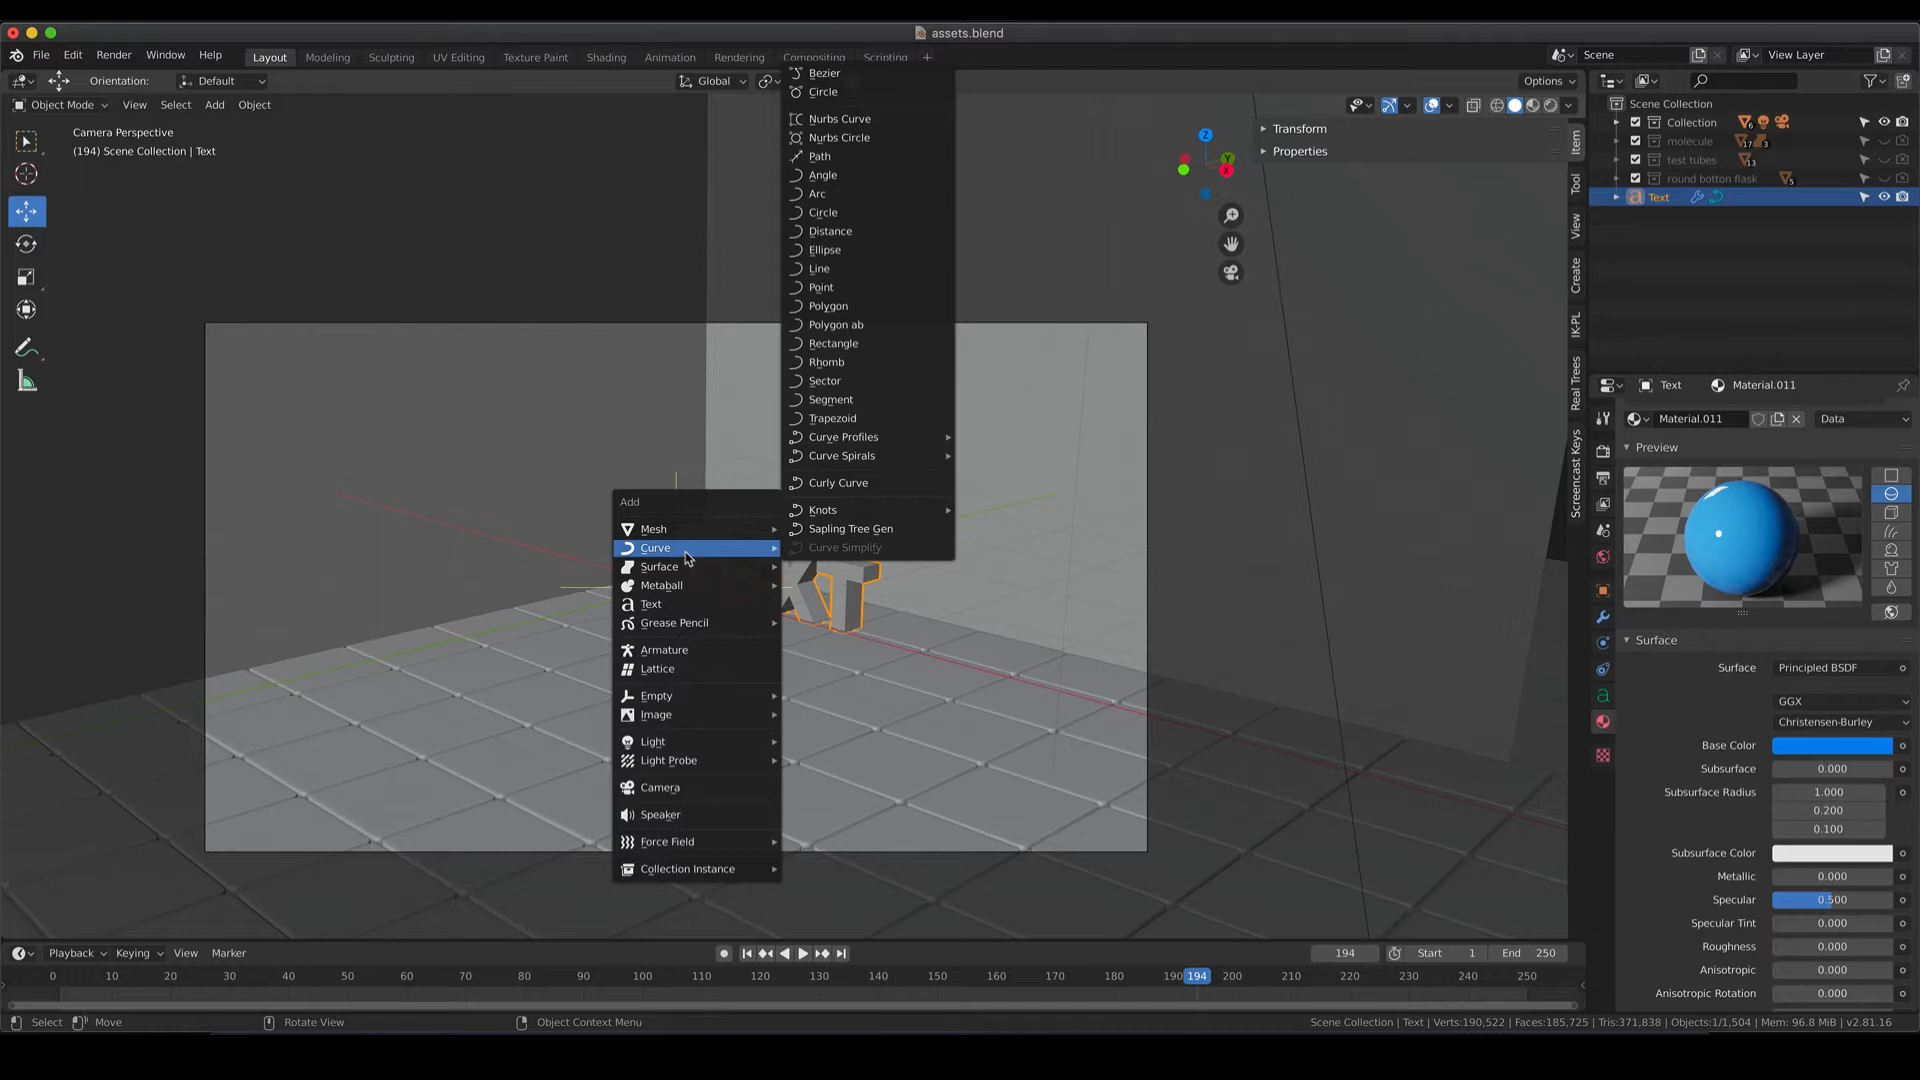 assets.blend
File Edit Render Window Help Layout Modeling Sculpting UV Editing Texture Paint Shading Animation Rendering Compositing Scripting + Scene View Layer
Orientation: Default Global Options
Object Mode View Select Add Object
Camera Perspective
(194) Scene Collection | Text
Bezier
Circle
Nurbs Curve
Nurbs Circle
Path
Angle
Arc
Circle
Distance
Ellipse
Line
Point
Polygon
Polygon ab
Rectangle
Rhomb
Sector
Segment
Trapezoid
Curve Profiles
Curve Spirals
Curly Curve
Knots
Sapling Tree Gen
Curve Simplify
Add
Mesh
Curve
Surface
Metaball
Text
Grease Pencil
Armature
Lattice
Empty
Image
Light
Light Probe
Camera
Speaker
Force Field
Collection Instance
Z
Y
X
Transform
Properties
Item
Tool
View
Create
IK-PL
Real Trees
Screencast Keys
Scene Collection
Collection 6
molecule 17 3
test tubes 13
round botton flask 5
Text
Text Material.011
Material.011 Data
Preview
Surface
Surface Principled BSDF
GGX
Christensen-Burley
Base Color
Subsurface 0.000
Subsurface Radius 1.000
0.200
0.100
Subsurface Color
Metallic 0.000
Specular 0.500
Specular Tint 0.000
Roughness 0.000
Anisotropic 0.000
Anisotropic Rotation 0.000
Playback Keying View Marker 194 Start 1 End 250
0 10 20 30 40 50 60 70 80 90 100 110 120 130 140 150 160 170 180 190 194 200 210 220 230 240 250
Select Move Rotate View Object Context Menu Scene Collection | Text | Verts:190,522 | Faces:185,725 | Tris:371,838 | Objects:1/1,504 | Mem: 96.8 MiB | v2.81.16